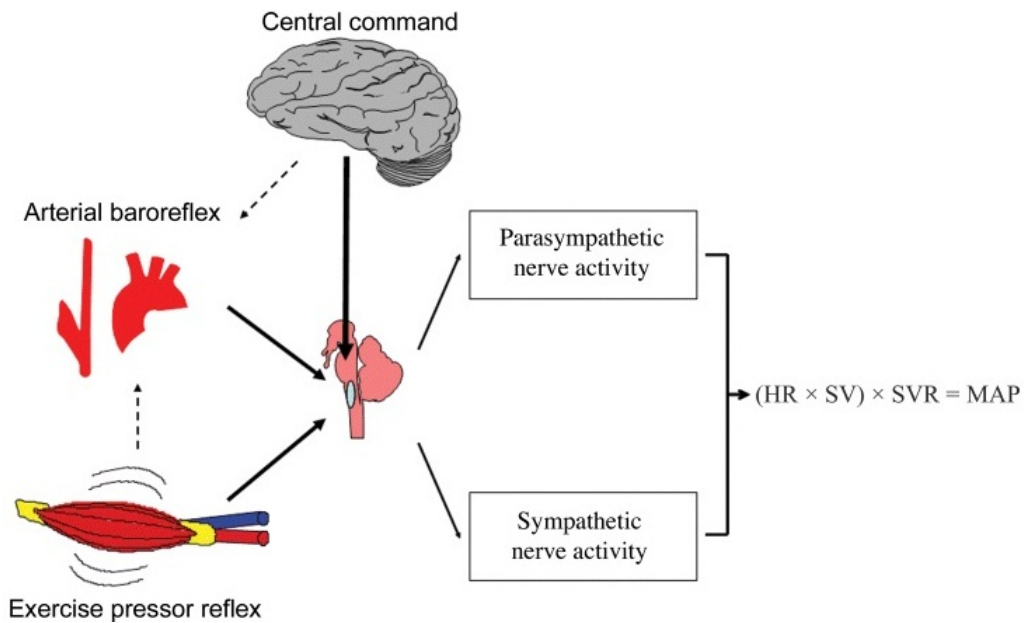 Central command
Arterial baroreflex
Parasympathetic
nerve activity
(HR × SV) × SVR = MAP
Sympathetic
nerve activity
Exercise pressor reflex